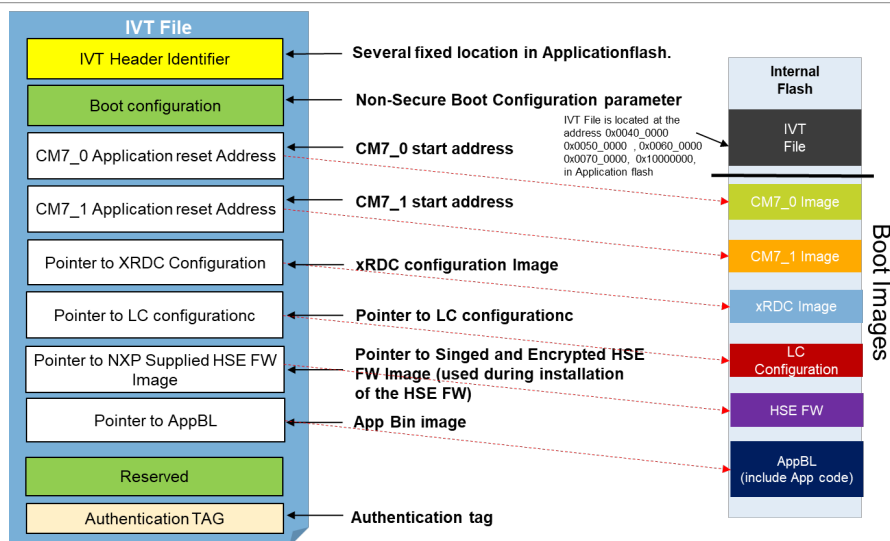 IVT File
IVT Header Identifier
Boot configuration
CM7_0 Application reset Address
CM7_1 Application reset Address
Pointer to XRDC Configuration
Pointer to LC configurationc
Pointer to NXP Supplied HSE FW
Image
Pointer to AppBL
Reserved
Authentication TAG
Several fixed location in Applicationflash.
Non-Secure Boot Configuration parameter
CM7_0 start address
CM7_1 start address
xRDC configuration Image
Pointer to LC configurationc
Pointer to Singed and Encrypted HSE
FW Image (used during installation
of the HSE FW)
App Bin image
Authentication tag
IVT File is located at the
address 0x0040_0000
0x0050_0000 , 0x0060_0000
0x0070_0000, 0x10000000,
in Application flash
Internal
Flash
IVT
File
CM7_0 Image
CM7_1 Image
xRDC Image
LC
Configuration
HSE FW
AppBL
(include App code)
Boot Images